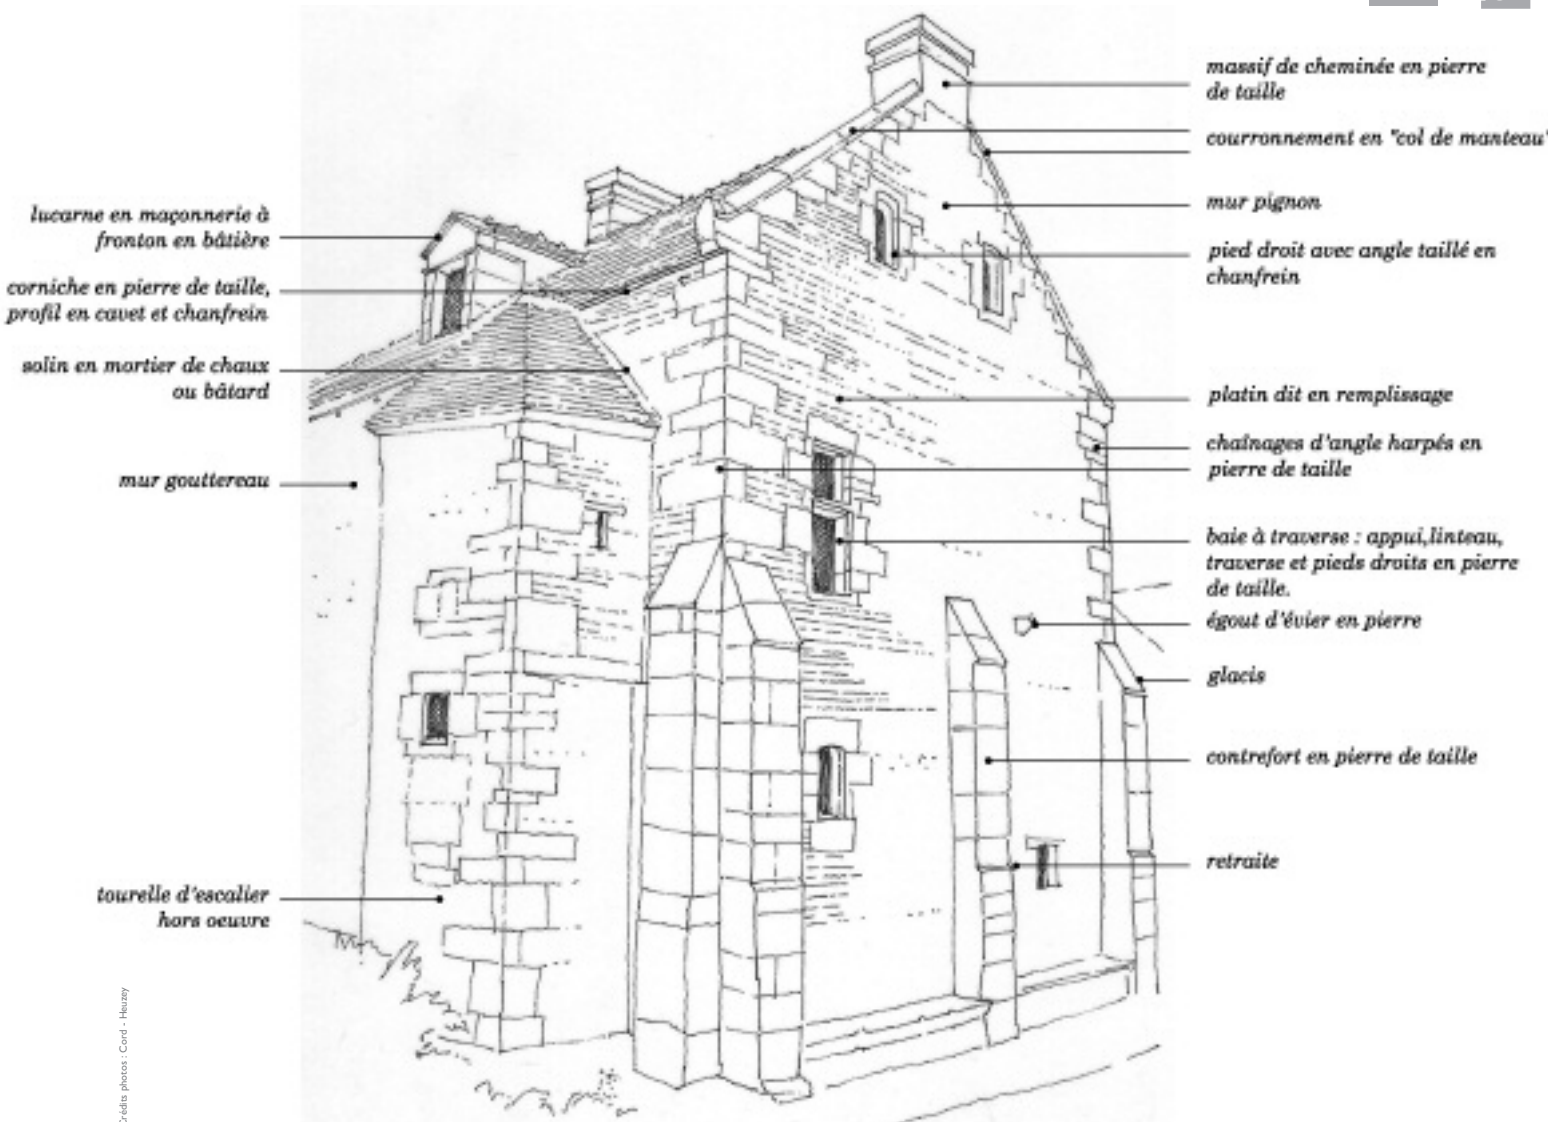 massif de cheminée en pierre
de taille
courronnement en "col de manteau"
mur pignon
pied droit avec angle taillé en
chanfrein
platin dit en remplissage
chaînages d'angle harpés en
pierre de taille
baie à traverse : appui,linteau,
traverse et pieds droits en pierre
de taille.
égout d'évier en pierre
glacis
contrefort en pierre de taille
retraite
lucarne en maçonnerie à
fronton en bâtière
corniche en pierre de taille,
profil en cavet et chanfrein
solin en mortier de chaux
ou bâtard
mur gouttereau
tourelle d'escalier
hors oeuvre
Crédits photos : Cord - Heuzey